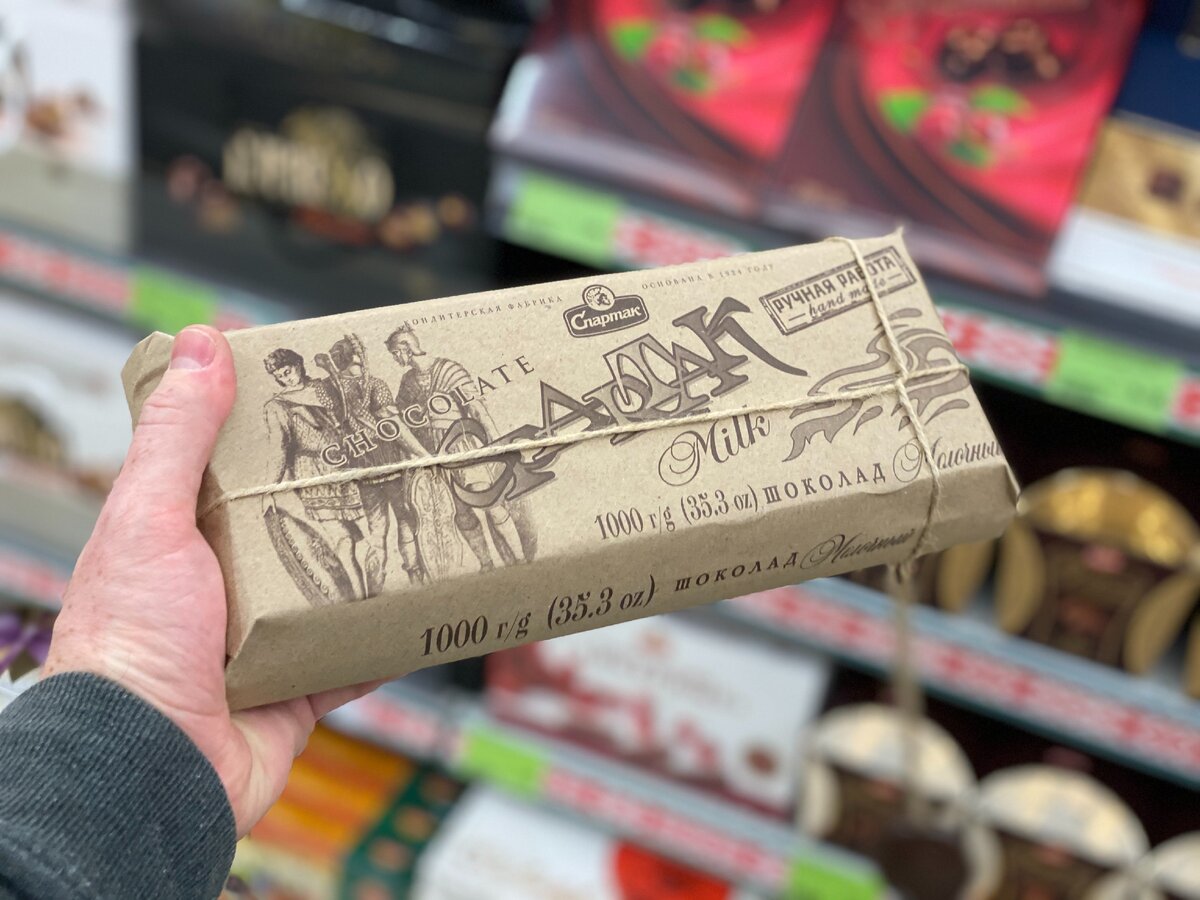 КОНДИТЕРСКАЯ ФАБРИКА
Спартак
ОСНОВАНА В 1924 ГОДУ
РУЧНАЯ РАБОТА
hand made
CHOCOLATE
СПАРТАК
Milk
1000 г/g (35.3 oz) ШОКОЛАД Молочный
1000 г/g (35.3 oz) ШОКОЛАД Молочный